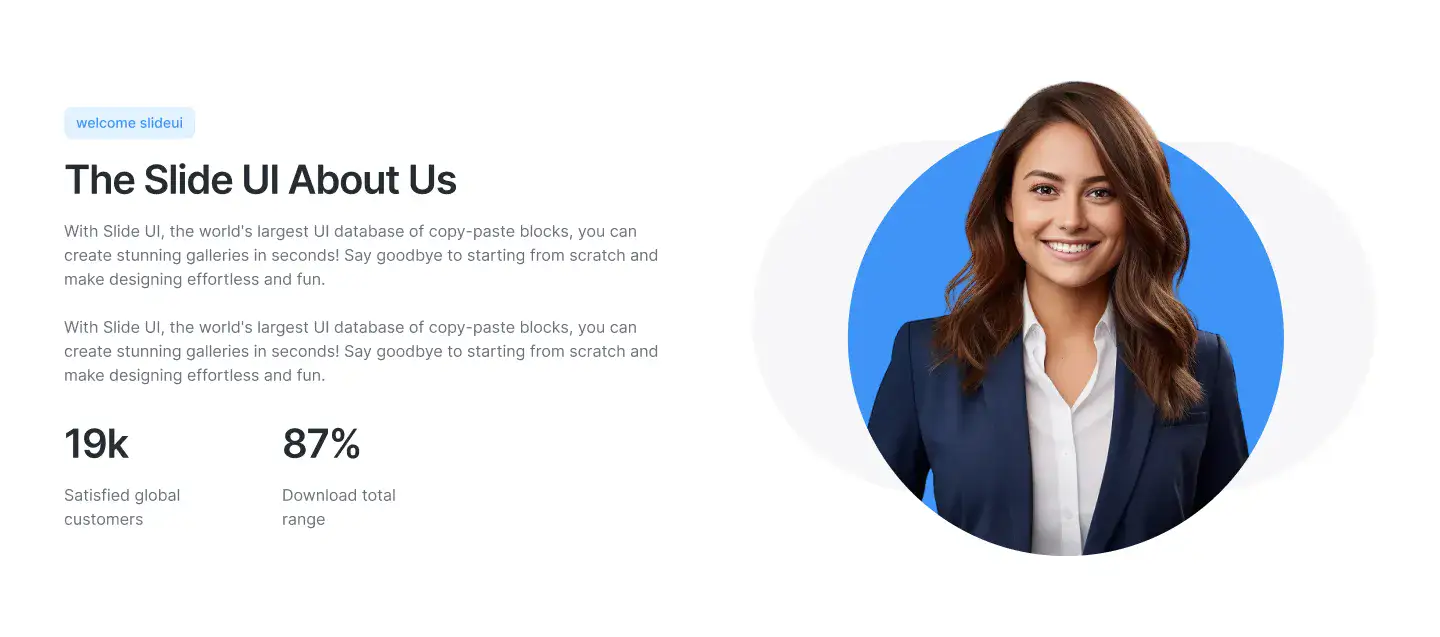 welcome slideui
The Slide UI About Us
With Slide UI, the world's largest UI database of copy-paste blocks, you can
create stunning galleries in seconds! Say goodbye to starting from scratch and
make designing effortless and fun.
With Slide UI, the world's largest UI database of copy-paste blocks, you can
create stunning galleries in seconds! Say goodbye to starting from scratch and
make designing effortless and fun.
19k
Satisfied global
customers
87%
Download total
range